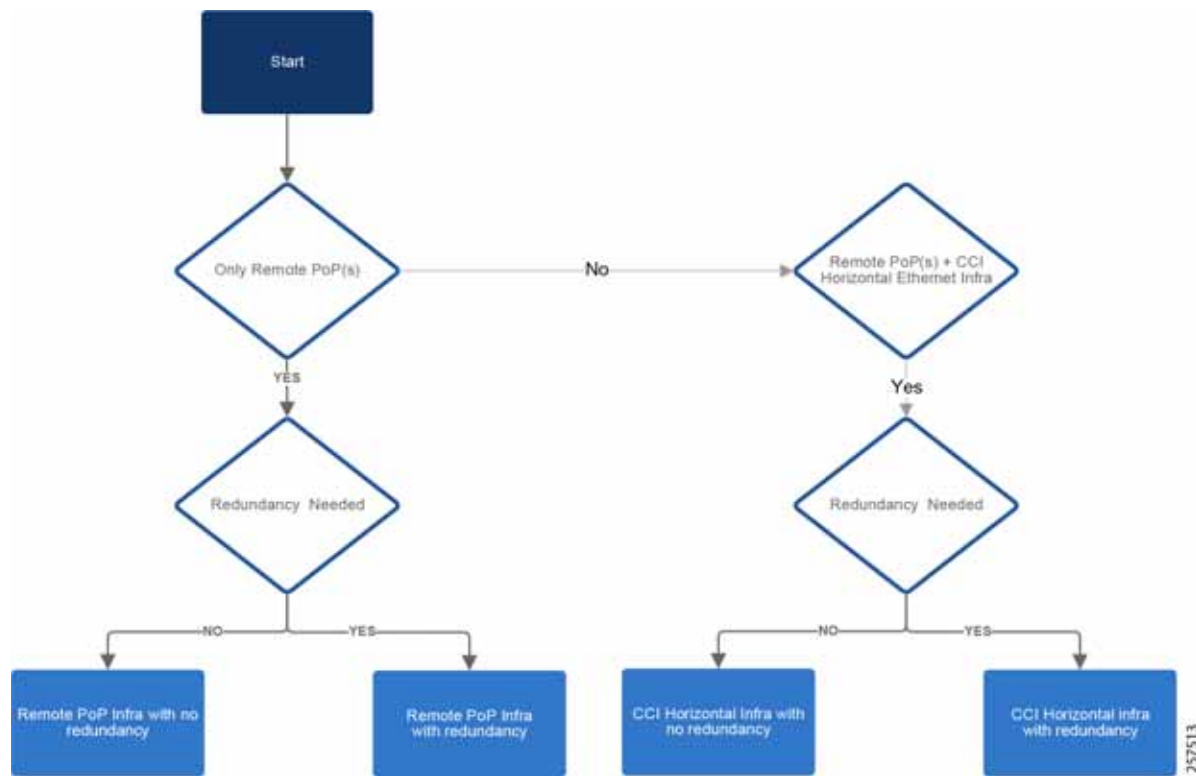 Start
Only Remote PoP(s)
No
Remote PoP(s) + CCI
Horizontal Ethernet Infra
YES
Yes
Redundancy Needed
Redundancy Needed
NO
YES
NO
YES
Remote PoP Infra with no
redundancy
Remote PoP Infra
with redundancy
CCI Horizontal Infra with
no redundancy
CCI Horizontal infra
with redundancy
257513